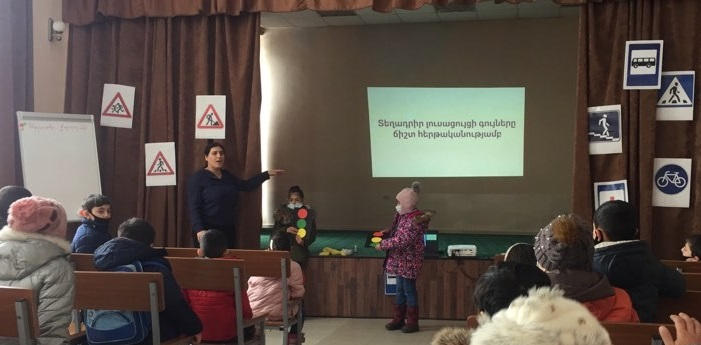 Տեղադրիր լուսացույցի գույները
ճիշտ հերթականությամբ